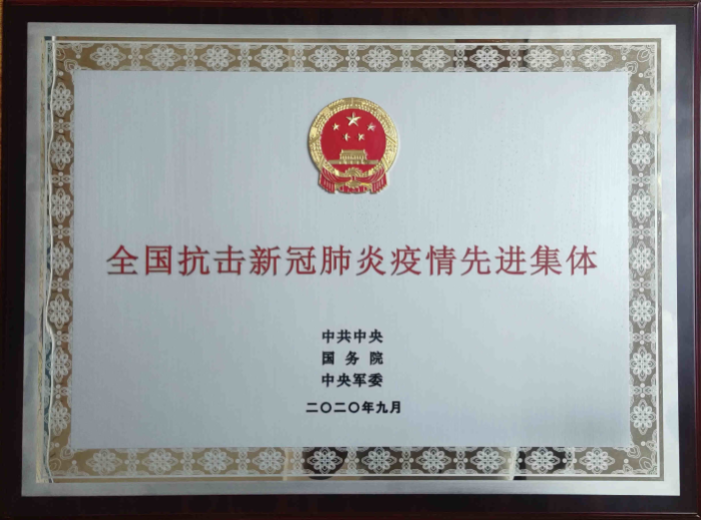 全国抗击新冠肺炎疫情先进集体
中共中央
国务院
中央军委
二〇二〇年九月